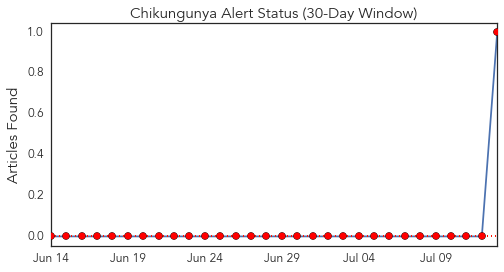 Chikungunya Alert Status (30-Day Window)
Articles Found
1.0
0.8
0.6
0.4
0.2
0.0
Jun 14 Jun 19 Jun 24 Jun 29 Jul 04 Jul 09